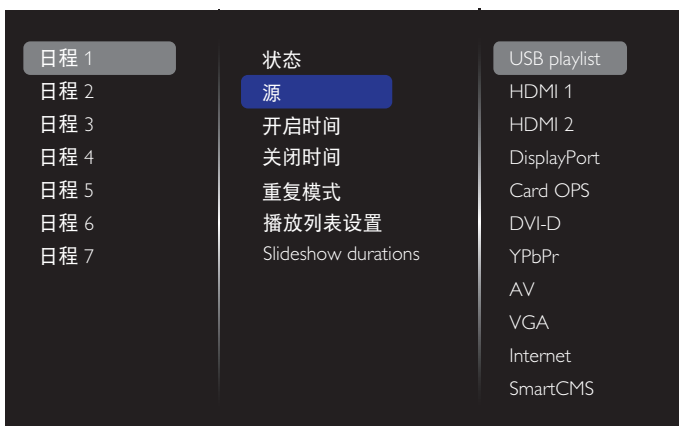 日程 1
日程 2
日程 3
日程 4
日程 5
日程 6
日程 7
状态
源
开启时间
关闭时间
重复模式
播放列表设置
Slideshow durations
USB playlist
HDMI 1
HDMI 2
DisplayPort
Card OPS
DVI-D
YPbPr
AV
VGA
Internet
SmartCMS